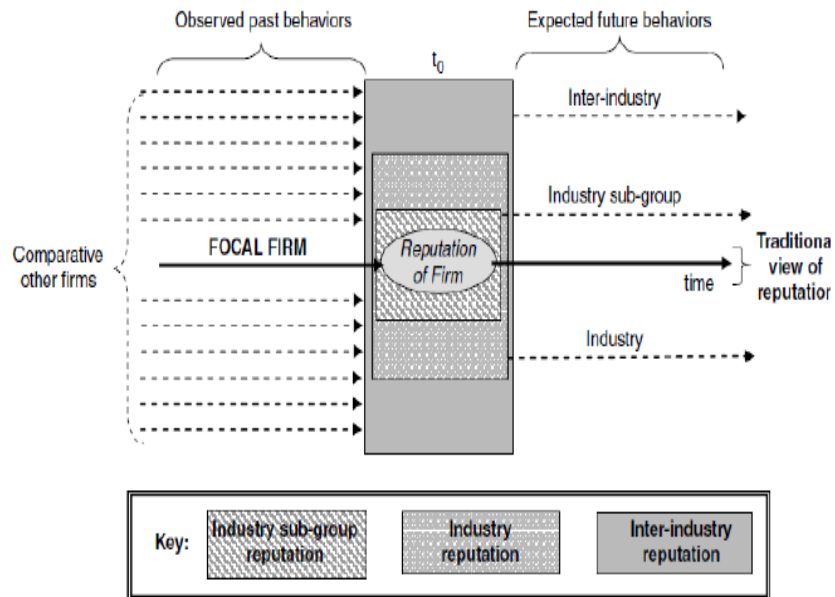 Observed past behaviors
Expected future behaviors
t0
Inter-industry
Industry sub-group
Comparative
other firms
FOCAL FIRM
Reputation
of Firm
time
Traditiona
view of
reputation
Industry
Key:
Industry sub-group
reputation
Industry
reputation
Inter-industry
reputation